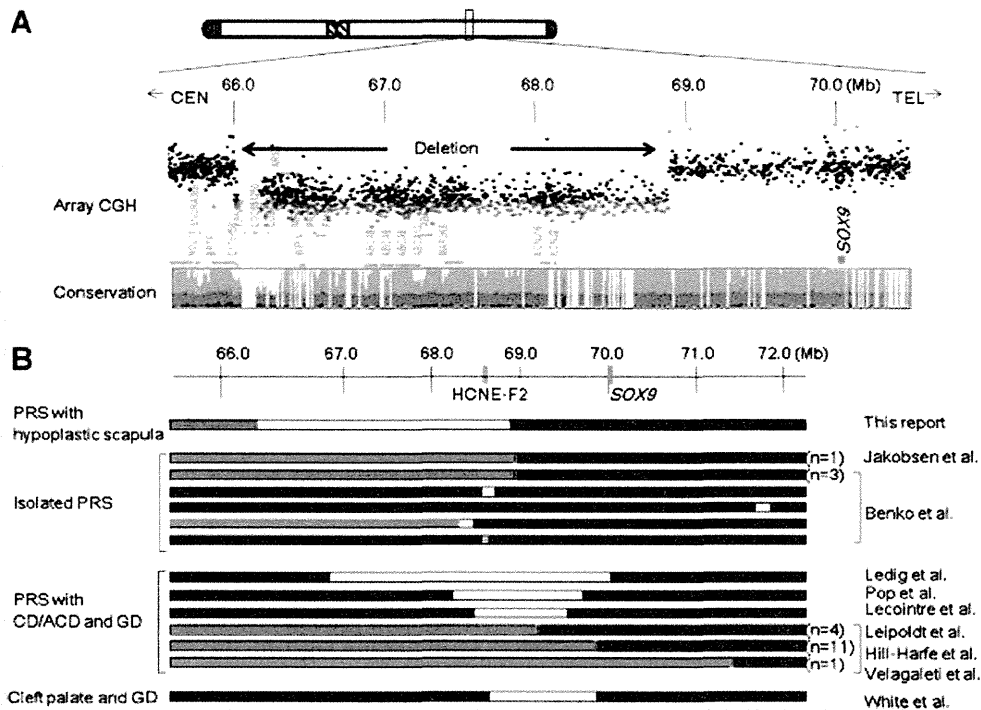 A
66.0 67.0 68.0 69.0 70.0 (Mb)
CEN TEL
Deletion
Array CGH
SOX9
Conservation
B
66.0 67.0 68.0 69.0 70.0 71.0 72.0 (Mb)
HCNE-F2 SOX9
PRS with
hypoplastic scapula
This report
(n=1) Jakobsen et al.
(n=3)
Isolated PRS
Benko et al.
PRS with
CD/ACD and GD
Ledig et al.
Pop et al.
Lecointre et al.
(n=4) Leipoldt et al.
(n=11) Hill-Harfe et al.
(n=1) Velagaleti et al.
Cleft palate and GD White et al.